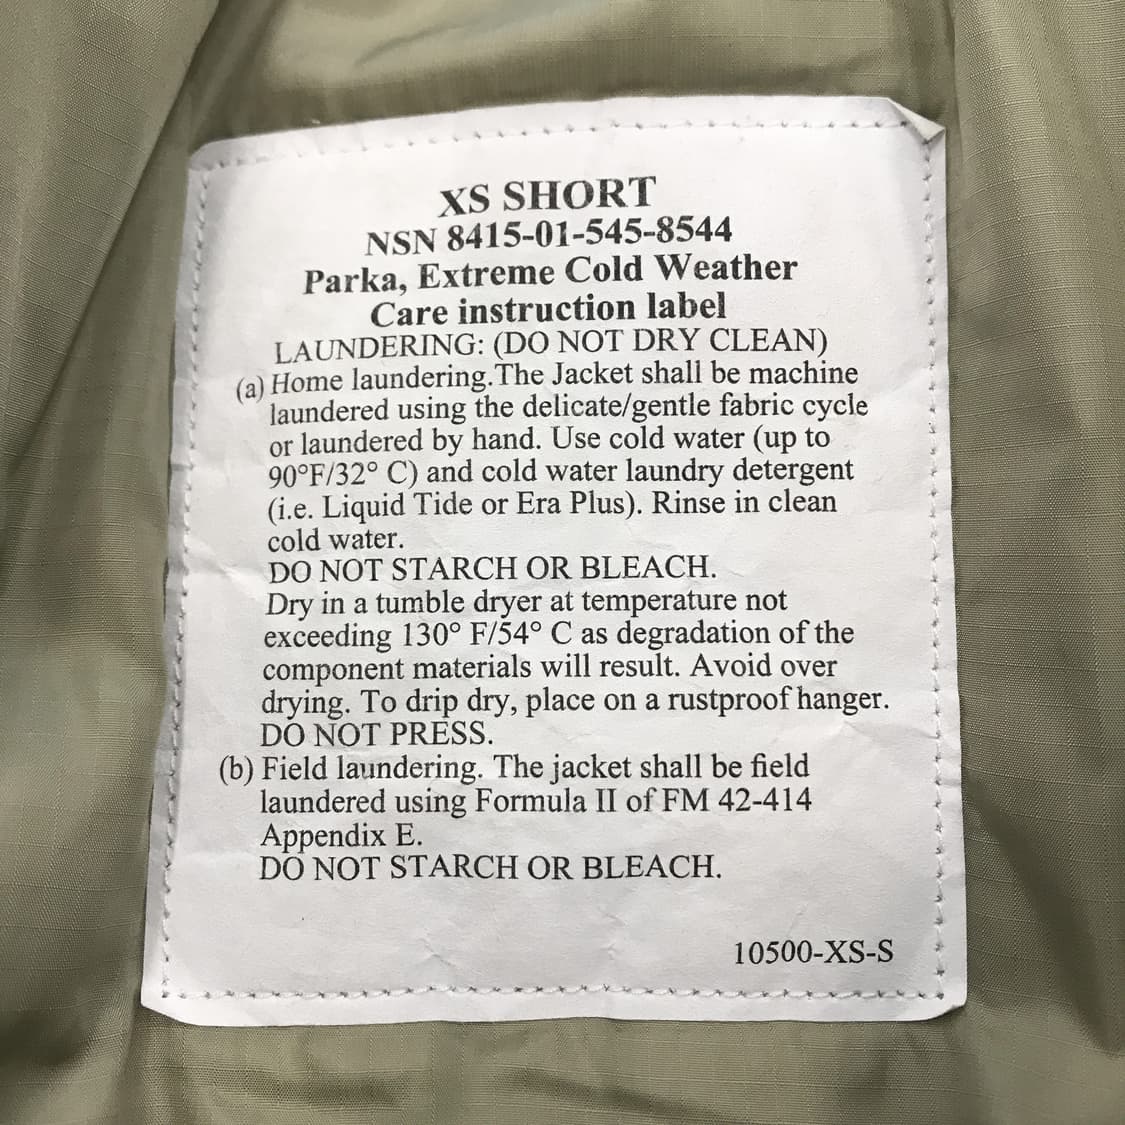 XS SHORT
NSN 8415-01-545-8544
Parka, Extreme Cold Weather
Care instruction label
LAUNDERING: (DO NOT DRY CLEAN)
(a) Home laundering.The Jacket shall be machine
laundered using the delicate/gentle fabric cycle
or laundered by hand. Use cold water (up to
90°F/32° C) and cold water laundry detergent
(i.e. Liquid Tide or Era Plus). Rinse in clean
cold water.
DO NOT STARCH OR BLEACH.
Dry in a tumble dryer at temperature not
exceeding 130° F/54° C as degradation of the
component materials will result. Avoid over
drying. To drip dry, place on a rustproof hanger.
DO NOT PRESS.
(b) Field laundering. The jacket shall be field
laundered using Formula II of FM 42-414
Appendix E.
DO NOT STARCH OR BLEACH.
10500-XS-S